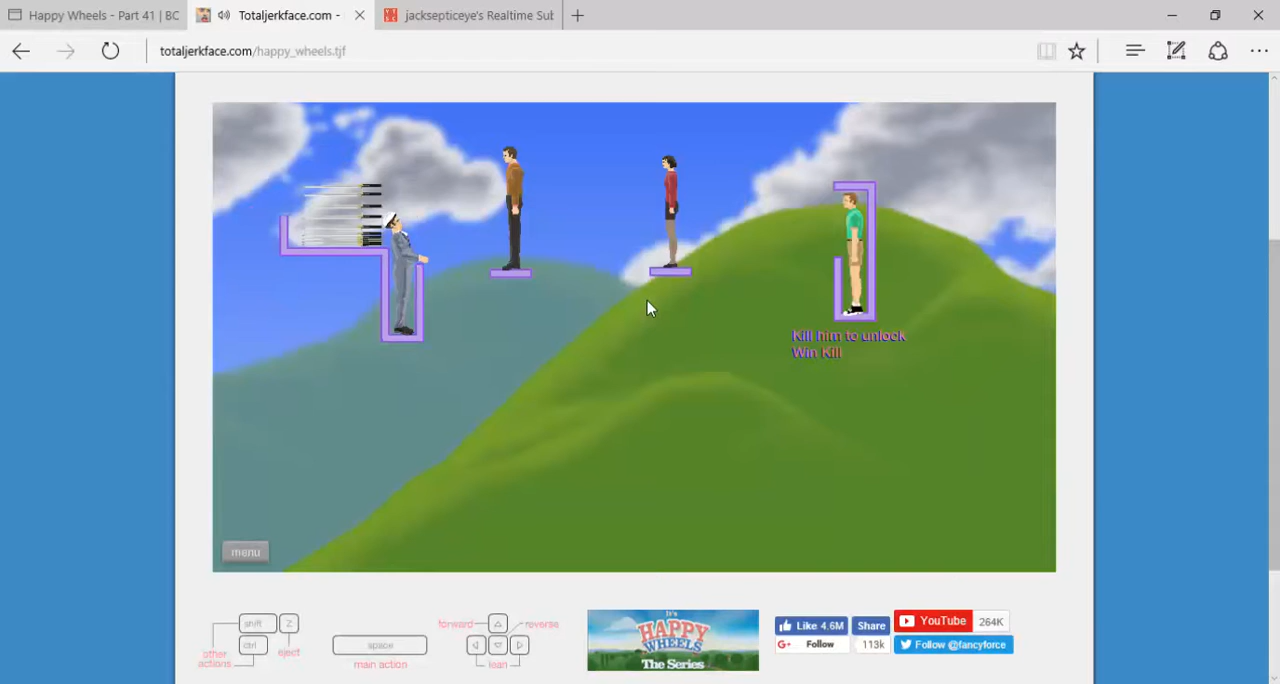 Happy Wheels - Part 41 | BC
Totaljerkface.com -
jacksepticeye's Realtime Sub
totaljerkface.com/happy_wheels.tjf
Kill him to unlock
Win Kill
menu
shift
Z
ctrl
eject
other
actions
space
main action
forward
reverse
lean
It's
HAPPY
WHEELS
The Series
Like 4.6M
Share
Follow
113k
YouTube
264K
Follow @fancyforce